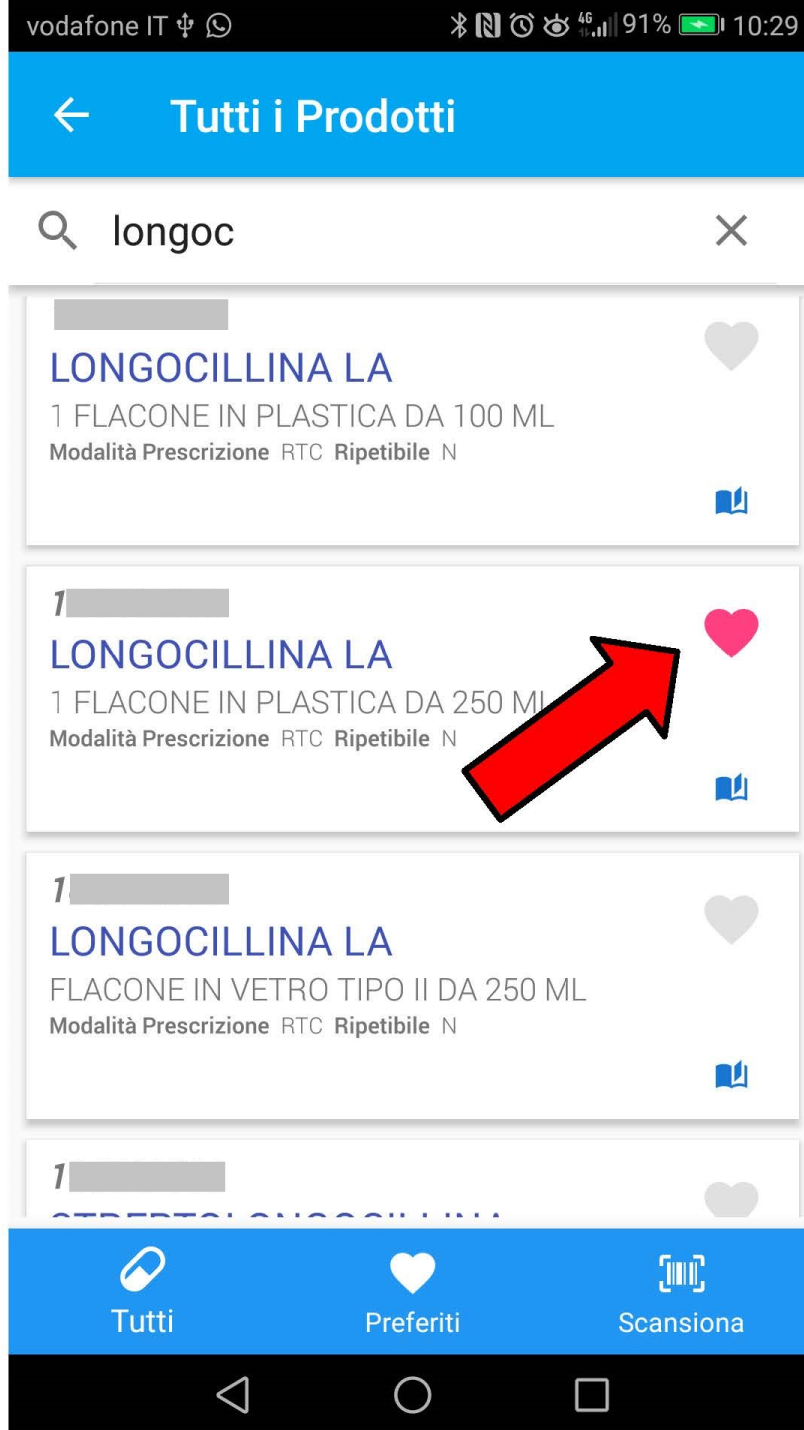 vodafone IT 4G 91% 10:29
Tutti i Prodotti
longoc
LONGOCILLINA LA
1 FLACONE IN PLASTICA DA 100 ML
Modalità Prescrizione RTC Ripetibile N
1
LONGOCILLINA LA
1 FLACONE IN PLASTICA DA 250 ML
Modalità Prescrizione RTC Ripetibile N
1
LONGOCILLINA LA
FLACONE IN VETRO TIPO II DA 250 ML
Modalità Prescrizione RTC Ripetibile N
1
Tutti Preferiti Scansiona